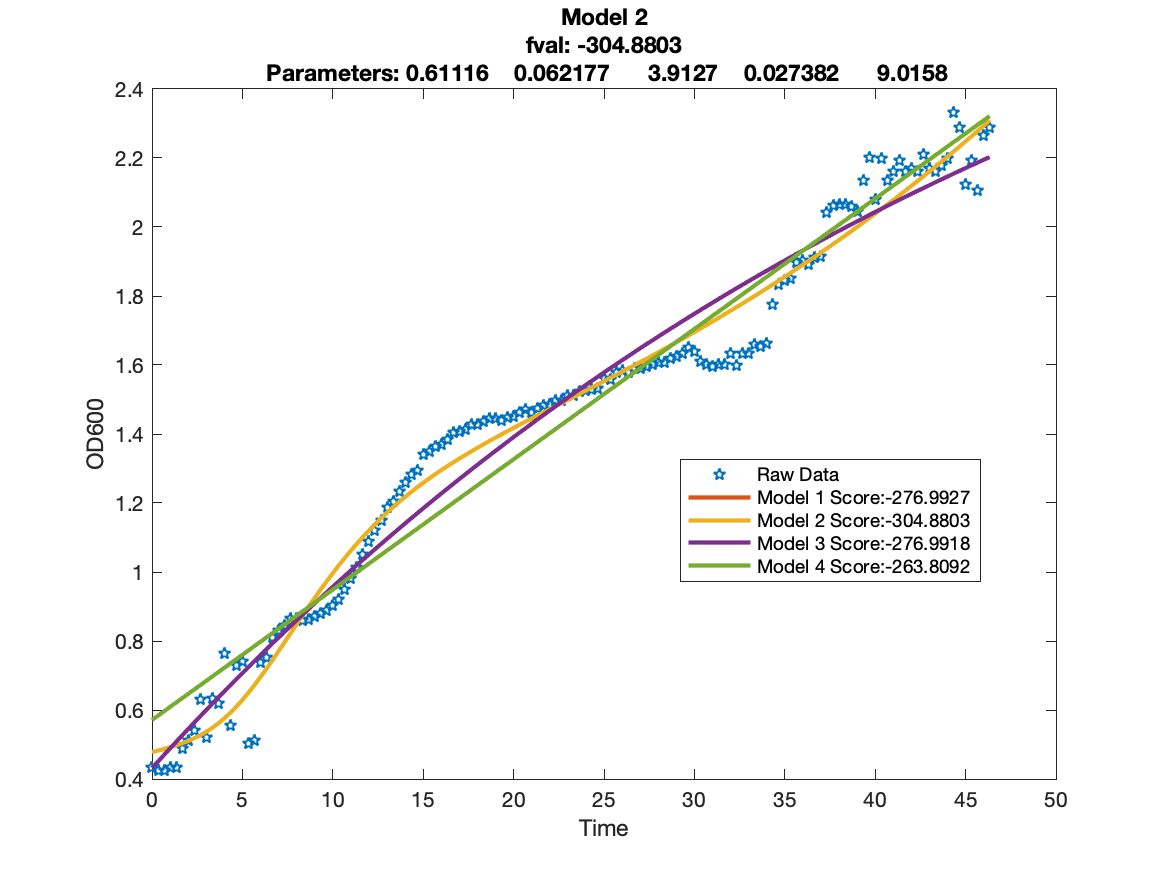 Model 2
fval: -304.8803
Parameters: 0.61116 0.062177 3.9127 0.027382 9.0158
2.4
2.2
2
1.8
1.6
1.4
1.2
1
0.8
0.6
0.4
OD600
Raw Data
Model 1 Score:-276.9927
Model 2 Score:-304.8803
Model 3 Score:-276.9918
Model 4 Score:-263.8092
0 5 10 15 20 25 30 35 40 45 50
Time